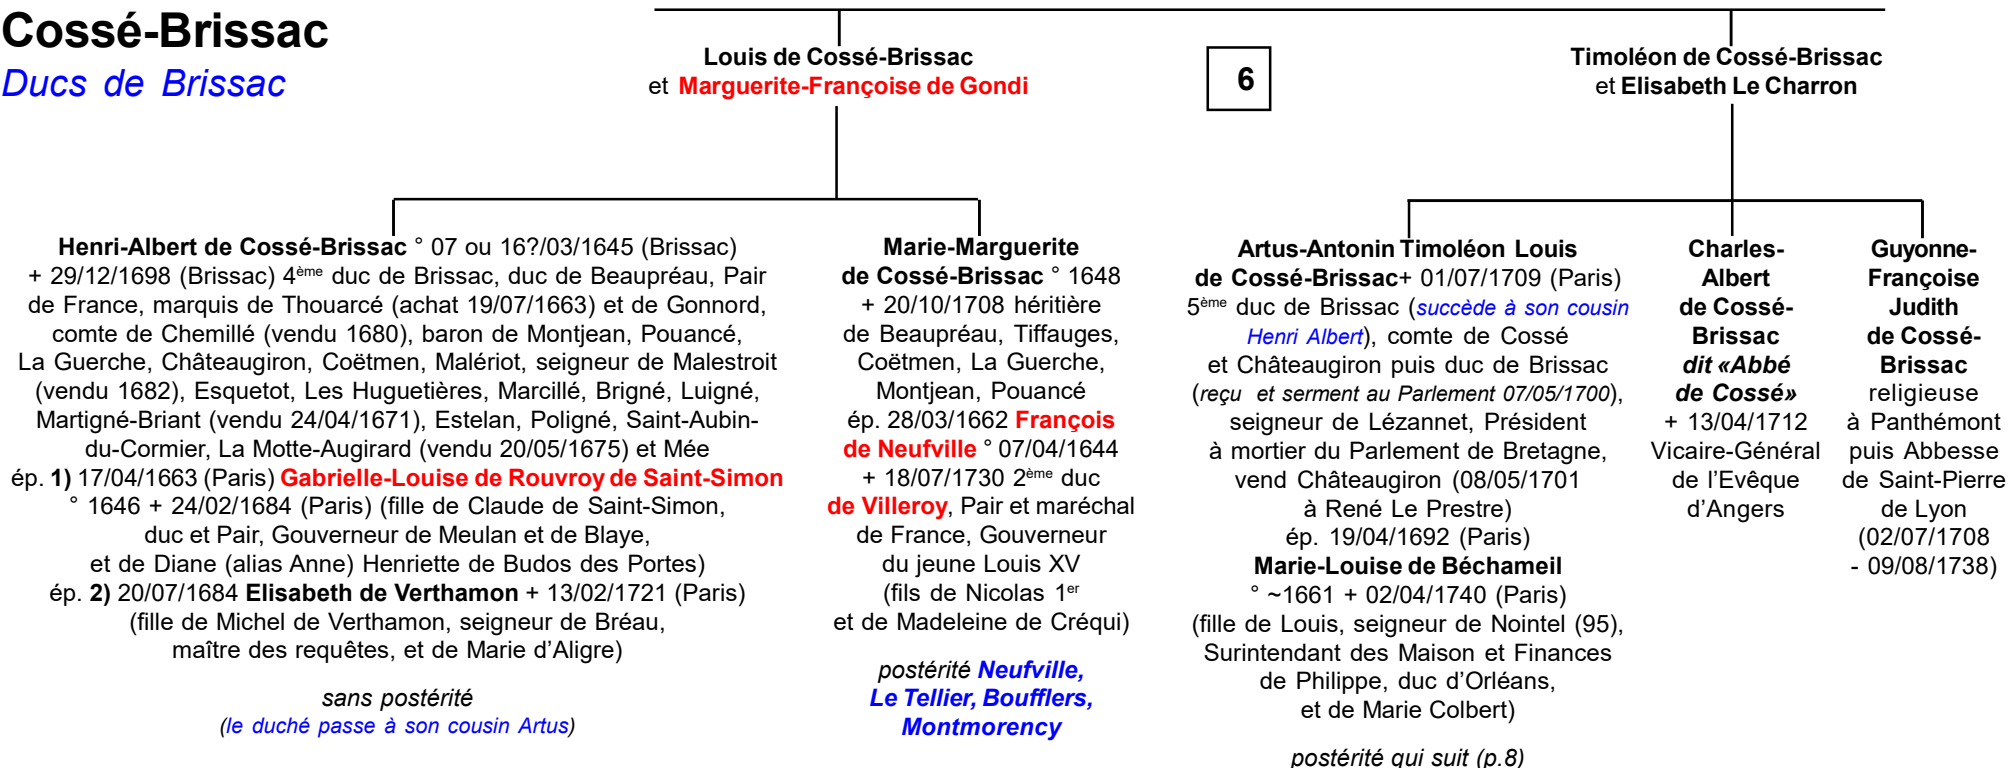 Cossé-Brissac
Ducs de Brissac
Louis de Cossé-Brissac
et Marguerite-Françoise de Gondi
6
Timoléon de Cossé-Brissac
et Elisabeth Le Charron
Henri-Albert de Cossé-Brissac ° 07 ou 16?/03/1645 (Brissac)
+ 29/12/1698 (Brissac) 4ème duc de Brissac, duc de Beaupréau, Pair
de France, marquis de Thouarcé (achat 19/07/1663) et de Gonnord,
comte de Chemillé (vendu 1680), baron de Montjean, Pouancé,
La Guerche, Châteaugiron, Coëtmen, Malériot, seigneur de Malestroit
(vendu 1682), Esquetot, Les Huguetières, Marcillé, Brigné, Luigné,
Martigné-Briant (vendu 24/04/1671), Estelan, Poligné, Saint-Aubin-
du-Cormier, La Motte-Augirard (vendu 20/05/1675) et Mée
ép. 1) 17/04/1663 (Paris) Gabrielle-Louise de Rouvroy de Saint-Simon
° 1646 + 24/02/1684 (Paris) (fille de Claude de Saint-Simon,
duc et Pair, Gouverneur de Meulan et de Blaye,
et de Diane (alias Anne) Henriette de Budos des Portes)
ép. 2) 20/07/1684 Elisabeth de Verthamon + 13/02/1721 (Paris)
(fille de Michel de Verthamon, seigneur de Bréau,
maître des requêtes, et de Marie d'Aligre)
sans postérité
(le duché passe à son cousin Artus)
Marie-Marguerite
de Cossé-Brissac ° 1648
+ 20/10/1708 héritière
de Beaupréau, Tiffauges,
Coëtmen, La Guerche,
Montjean, Pouancé
ép. 28/03/1662 François
de Neufville ° 07/04/1644
+ 18/07/1730 2ème duc
de Villeroy, Pair et maréchal
de France, Gouverneur
du jeune Louis XV
(fils de Nicolas 1er
et de Madeleine de Créqui)
postérité Neufville,
Le Tellier, Boufflers,
Montmorency
Artus-Antonin Timoléon Louis
de Cossé-Brissac+ 01/07/1709 (Paris)
5ème duc de Brissac (succède à son cousin
Henri Albert), comte de Cossé
et Châteaugiron puis duc de Brissac
(reçu et serment au Parlement 07/05/1700),
seigneur de Lézannet, Président
à mortier du Parlement de Bretagne,
vend Châteaugiron (08/05/1701
à René Le Prestre)
ép. 19/04/1692 (Paris)
Marie-Louise de Béchameil
° ~1661 + 02/04/1740 (Paris)
(fille de Louis, seigneur de Nointel (95),
Surintendant des Maison et Finances
de Philippe, duc d'Orléans,
et de Marie Colbert)
postérité qui suit (p.8)
Charles-
Albert
de Cossé-
Brissac
dit «Abbé
de Cossé»
+ 13/04/1712
Vicaire-Général
de l'Evêque
d'Angers
Guyonne-
Françoise
Judith
de Cossé-
Brissac
religieuse
à Panthémont
puis Abbesse
de Saint-Pierre
de Lyon
(02/07/1708
- 09/08/1738)